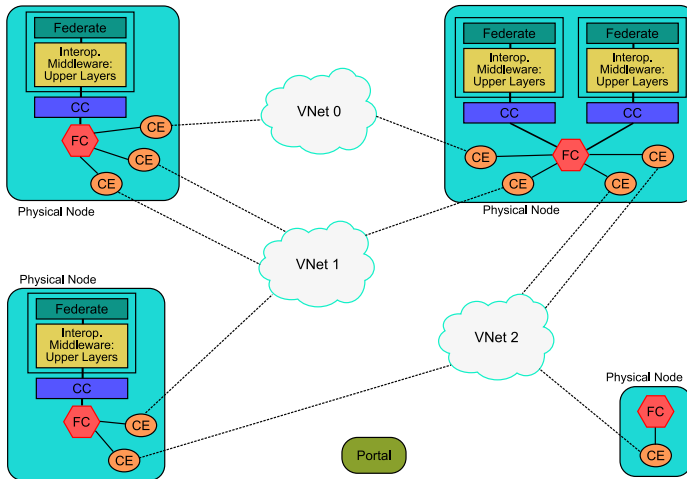 Federate
Interop.
Middleware:
Upper Layers
CC
FC
CE
CE
CE
Physical Node
VNet 0
Federate
Interop.
Middleware:
Upper Layers
CC
Federate
Interop.
Middleware:
Upper Layers
CC
FC
CE
CE
CE
CE
Physical Node
VNet 1
Physical Node
Federate
Interop.
Middleware:
Upper Layers
CC
FC
CE
CE
VNet 2
Portal
Physical Node
FC
CE